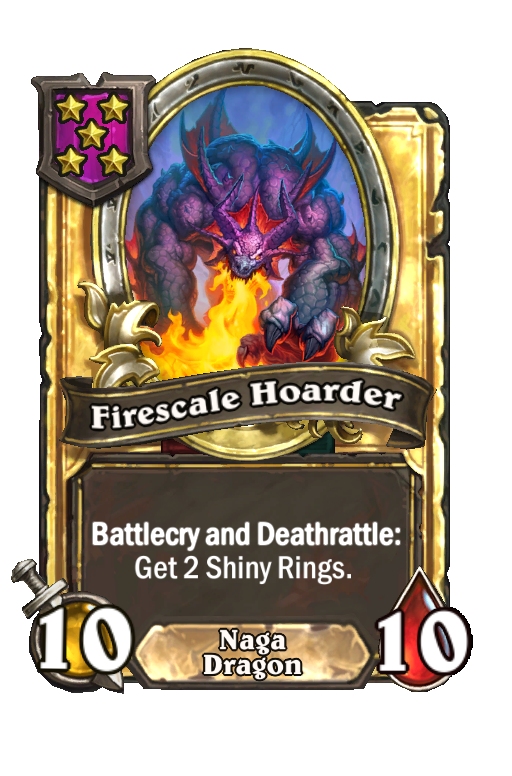 Firescale Hoarder
Battlecry and Deathrattle:
Get 2 Shiny Rings.
10
Naga
Dragon
10